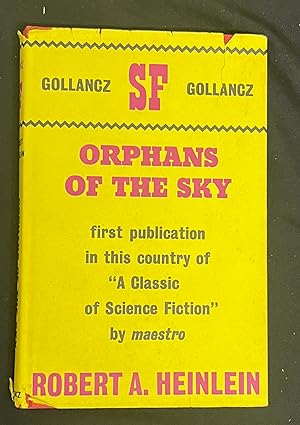 GOLLANCZ SF GOLLANCZ
ORPHANS
OF THE SKY
first publication
in this country of
"A Classic
of Science Fiction"
by maestro
ROBERT A. HEINLEIN